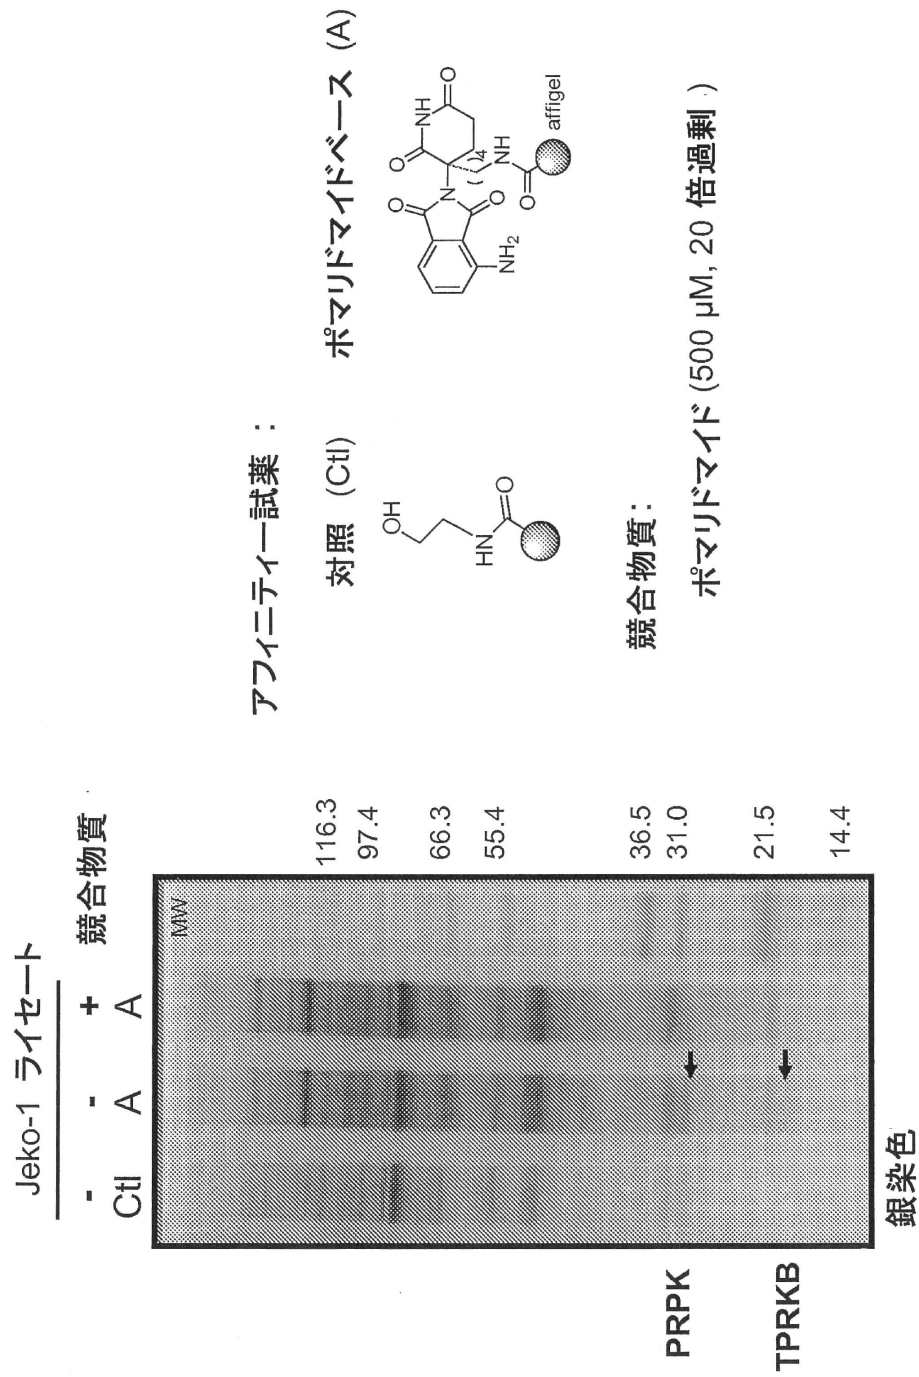 Jeko-1 ライセート
- - + 競合物質
Ctl A A
MW
116.3
97.4
66.3
55.4
36.5
31.0
21.5
14.4
PRPK
TPRKB
銀染色
アフィニティー試薬 :
対照 (Ctl)
ポマリドマイドベース (A)
OH
HN
O
O
NH
O
O
N
O
NH2
( )4
NH
O
affigel
競合物質:
ポマリドマイド (500 µM, 20 倍過剰 )